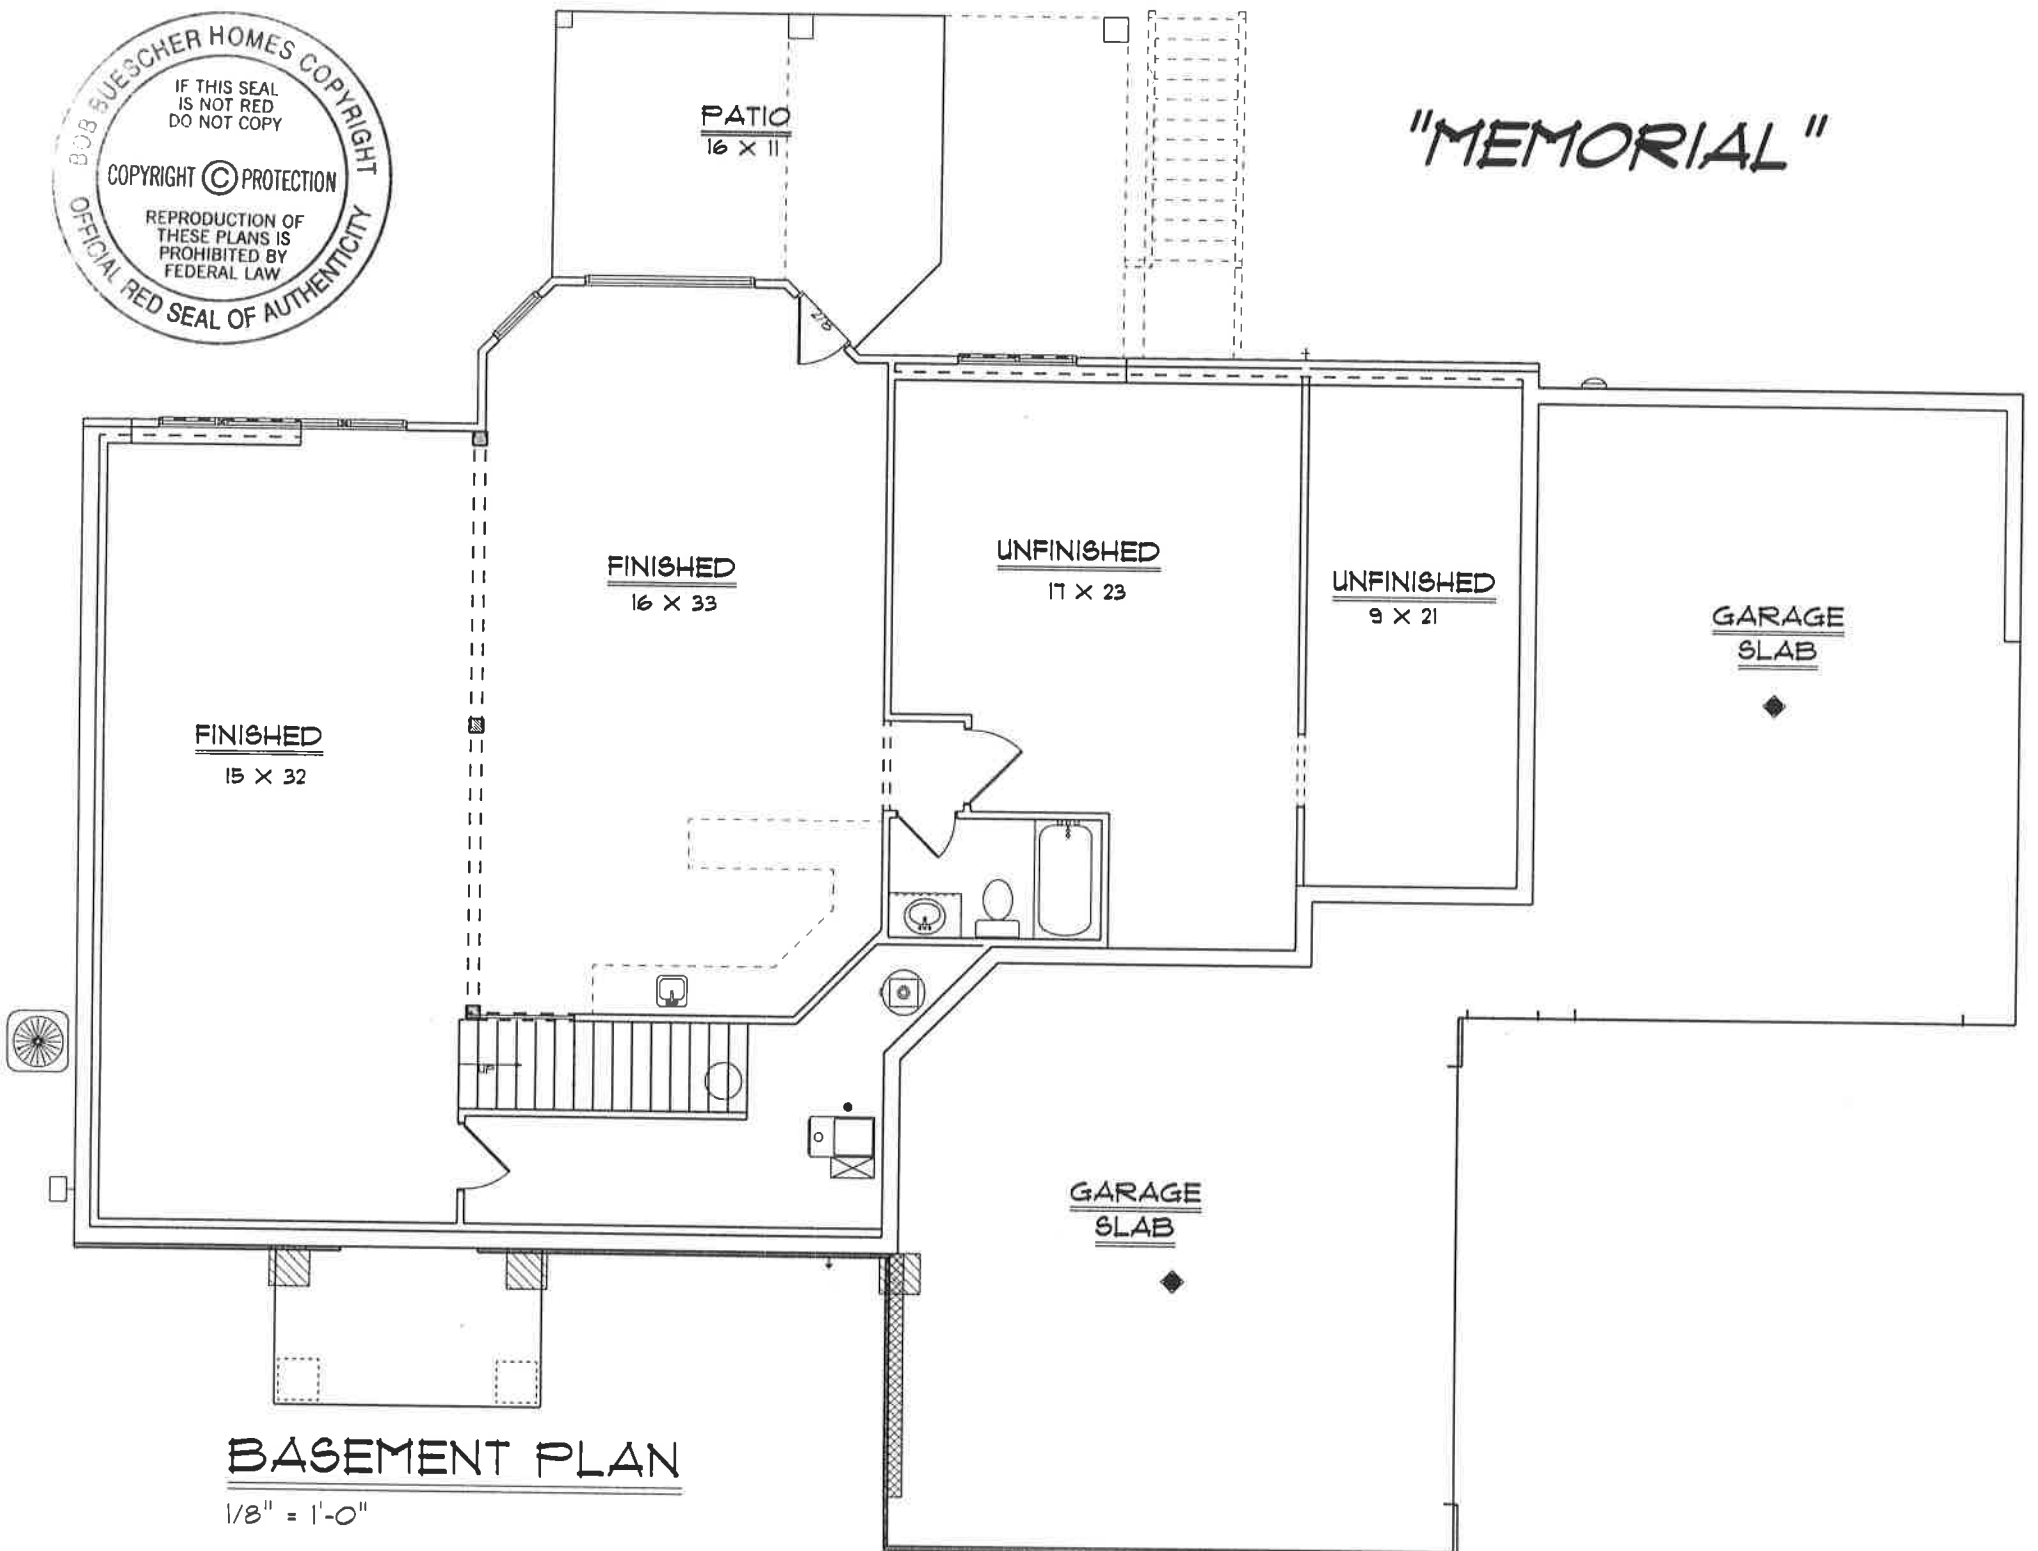 BOB BUESCHER HOMES COPYRIGHT
IF THIS SEAL
IS NOT RED
DO NOT COPY
COPYRIGHT © PROTECTION
REPRODUCTION OF
THESE PLANS IS
PROHIBITED BY
FEDERAL LAW
OFFICIAL RED SEAL OF AUTHENTICITY
"MEMORIAL"
PATIO
16 X 11
2/8
FINISHED
16 X 33
UNFINISHED
17 X 23
UNFINISHED
9 X 21
GARAGE
SLAB
FINISHED
15 X 32
UP
GARAGE
SLAB
BASEMENT PLAN
1/8" = 1'-0"